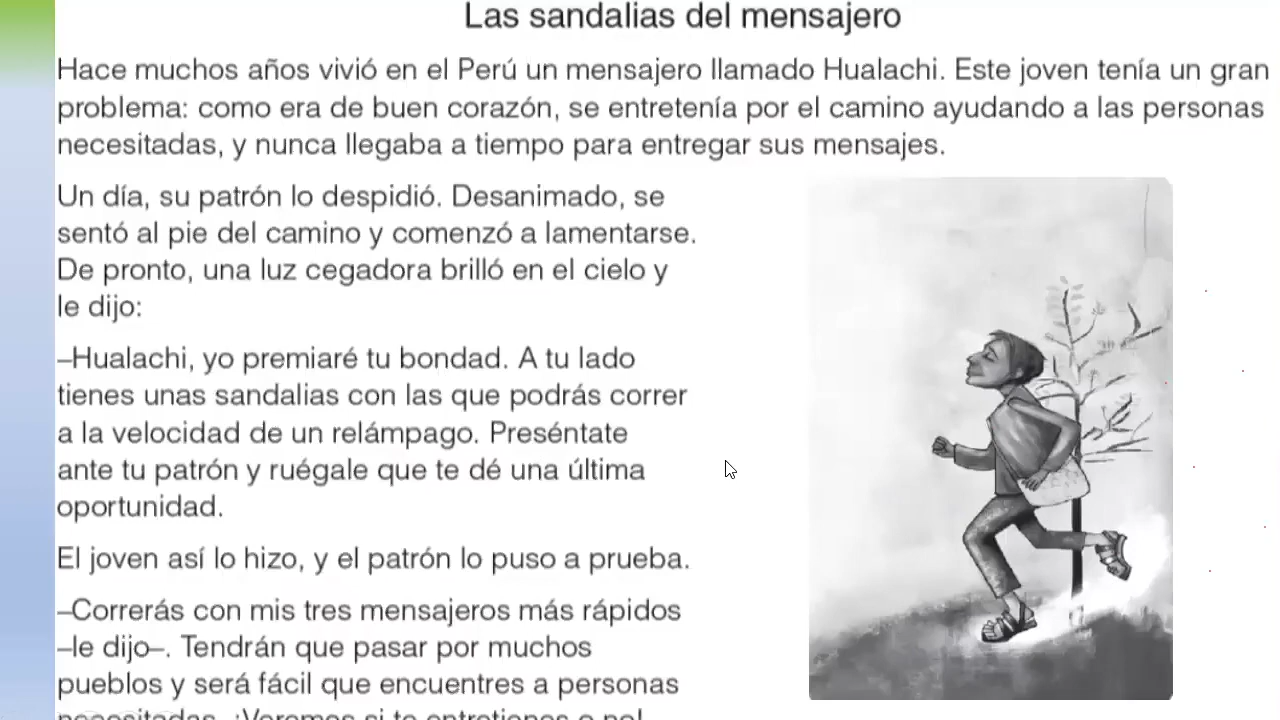 Las sandalias del mensajero
Hace muchos años vivió en el Perú un mensajero llamado Hualachi. Este joven tenía un gran
problema: como era de buen corazón, se entretenía por el camino ayudando a las personas
necesitadas, y nunca llegaba a tiempo para entregar sus mensajes.
Un día, su patrón lo despidió. Desanimado, se
sentó al pie del camino y comenzó a lamentarse.
De pronto, una luz cegadora brilló en el cielo y
le dijo:
–Hualachi, yo premiaré tu bondad. A tu lado
tienes unas sandalias con las que podrás correr
a la velocidad de un relámpago. Preséntate
ante tu patrón y ruégale que te dé una última
oportunidad.
El joven así lo hizo, y el patrón lo puso a prueba.
–Correrás con mis tres mensajeros más rápidos
–le dijo–. Tendrán que pasar por muchos
pueblos y será fácil que encuentres a personas
necesitadas. ¡Veremos si te entretienes o no!